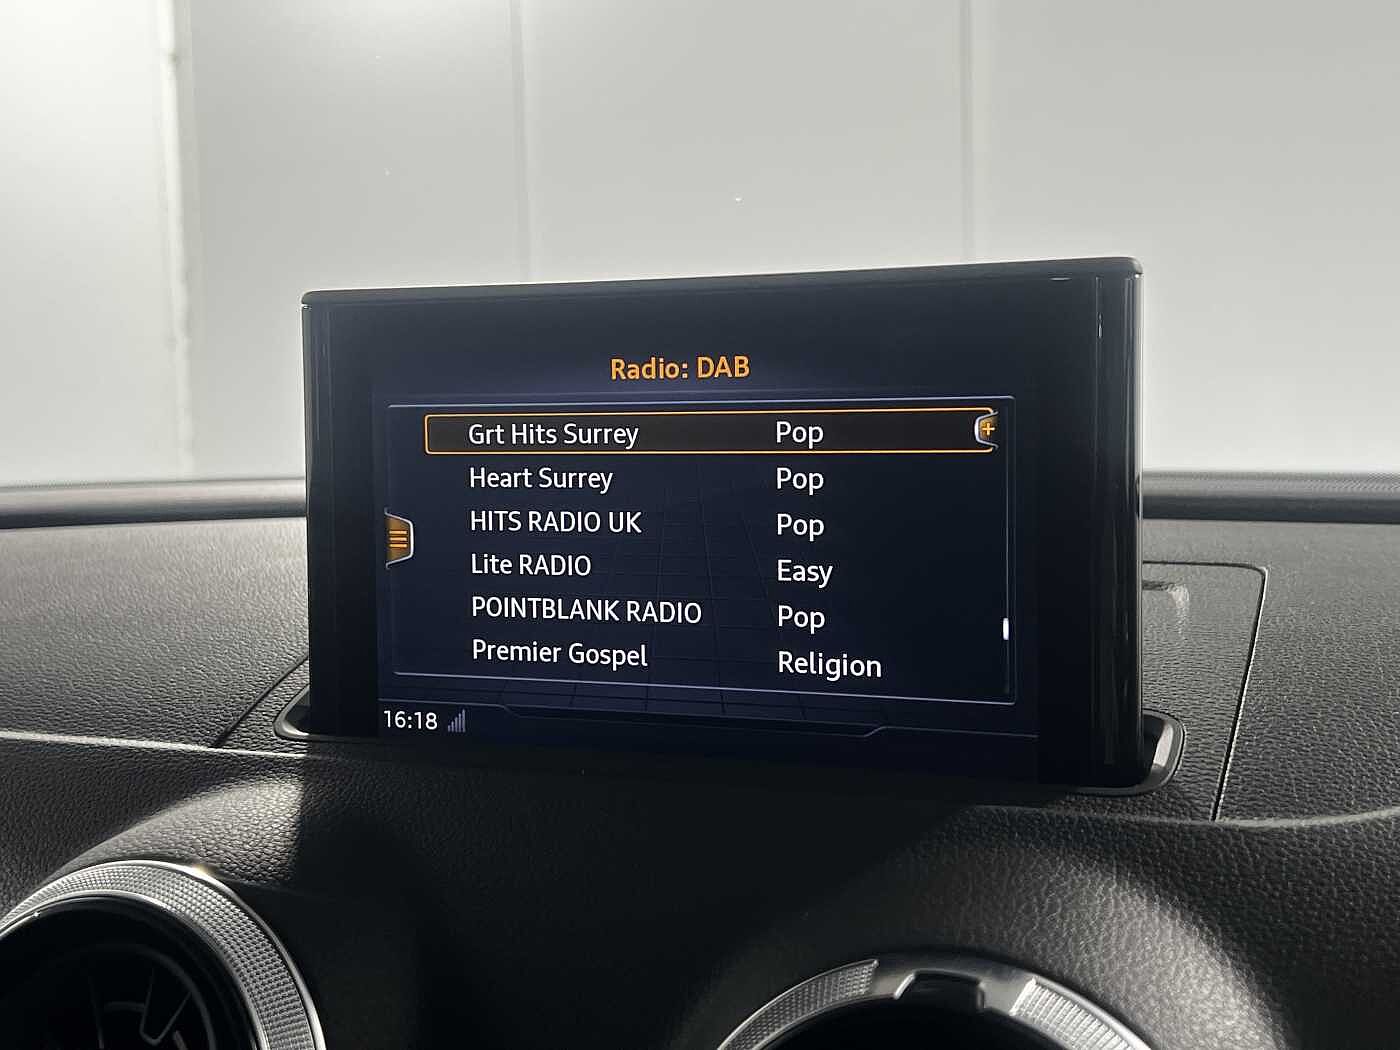 Radio: DAB
Grt Hits Surrey Pop
Heart Surrey Pop
HITS RADIO UK Pop
Lite RADIO Easy
POINTBLANK RADIO Pop
Premier Gospel Religion
16:18